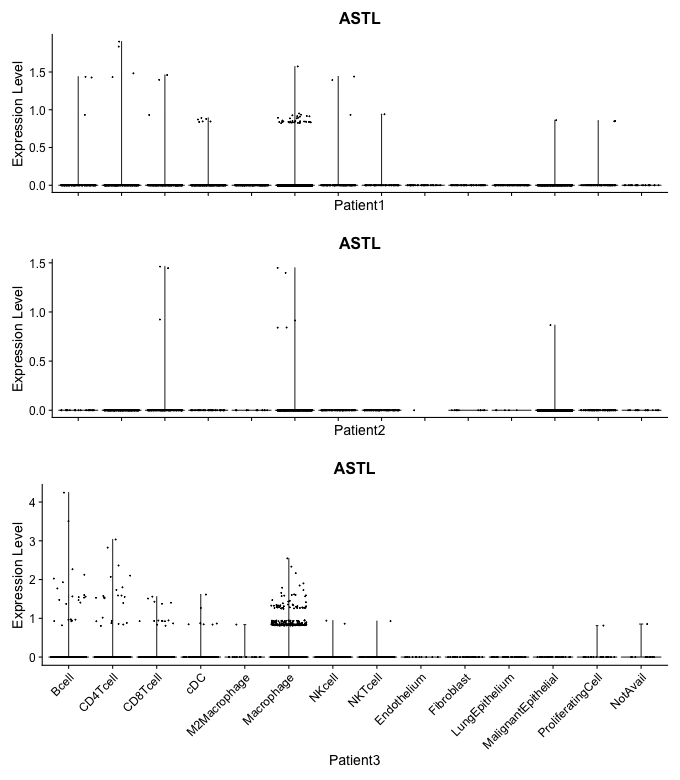 ASTL
Expression Level
1.5
1.0
0.5
0.0
Patient1
ASTL
Expression Level
1.5
1.0
0.5
0.0
Patient2
ASTL
Expression Level
4
3
2
1
0
Bcell
CD4Tcell
CD8Tcell
cDC
M2Macrophage
Macrophage
NKcell
NKTcell
Endothelium
Fibroblast
LungEpithelium
MalignantEpithelial
ProliferatingCell
NotAvail
Patient3